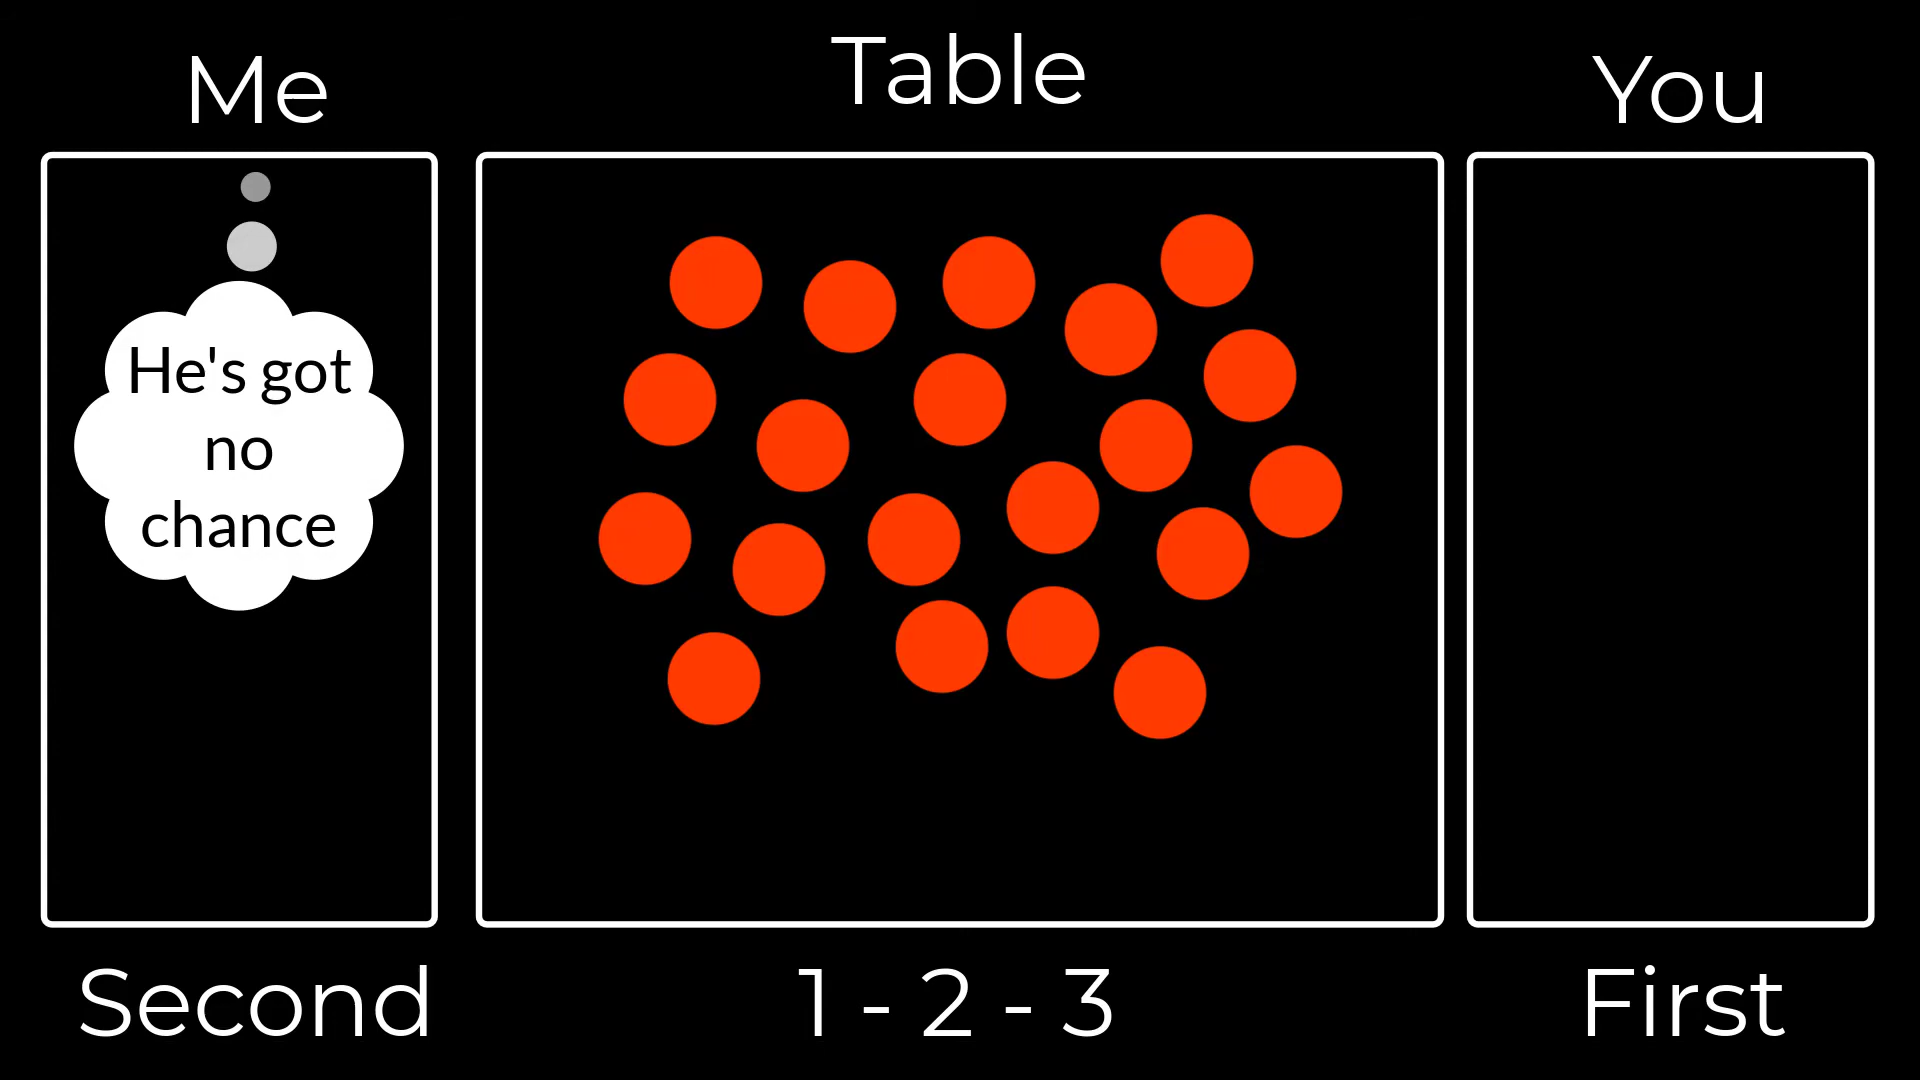 Me
Table
You
He's got
no
chance
Second
1 - 2 - 3
First